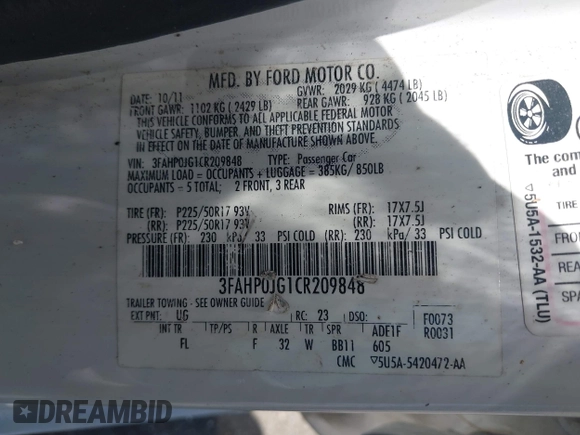 MFD. BY FORD MOTOR CO.
DATE: 10/11 GVWR: 2029 KG ( 4474 LB)
FRONT GAWR: 1102 KG ( 2429 LB) REAR GAWR: 928 KG ( 2045 LB)
THIS VEHICLE CONFORMS TO ALL APPLICABLE FEDERAL MOTOR
VEHICLE SAFETY, BUMPER, AND THEFT PREVENTION STANDARDS
IN EFFECT ON THE DATE OF MANUFACTURE SHOWN ABOVE.
VIN: 3FAHP0JG1CR209848 TYPE: Passenger Car
MAXIMUM LOAD = OCCUPANTS + LUGGAGE = 385KG/ 850LB
OCCUPANTS - 5 TOTAL; 2 FRONT, 3 REAR
TIRE (FR): P225/50R17 93V RIMS (FR): 17X7.5J
(RR): P225/50R17 93V (RR): 17X7.5J
PRESSURE (FR): 230 kPa/ 33 PSI COLD (RR): 230 kPa/ 33 PSI COLD
3FAHP0JG1CR209848
TRAILER TOWING - SEE OWNER GUIDE
EXT PNT: UG RC: 23 DSO: F0073
INT TR TP/PS R AXLE TR SPR ADE1F R0031
FL F 32 W BB11 605
CMC ▽5U5A-5420472-AA
The com
and
TIRE
FRO
REA
SPA
▽5U5A-1532-AA (TLU)
DREAMBID